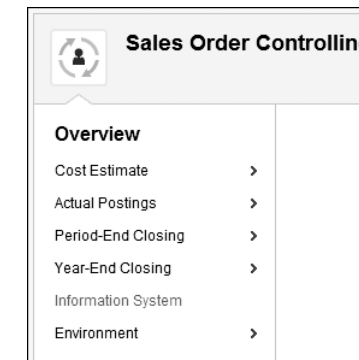 Sales Order Controllin
Overview
Cost Estimate
Actual Postings
Period-End Closing
Year-End Closing
Information System
Environment